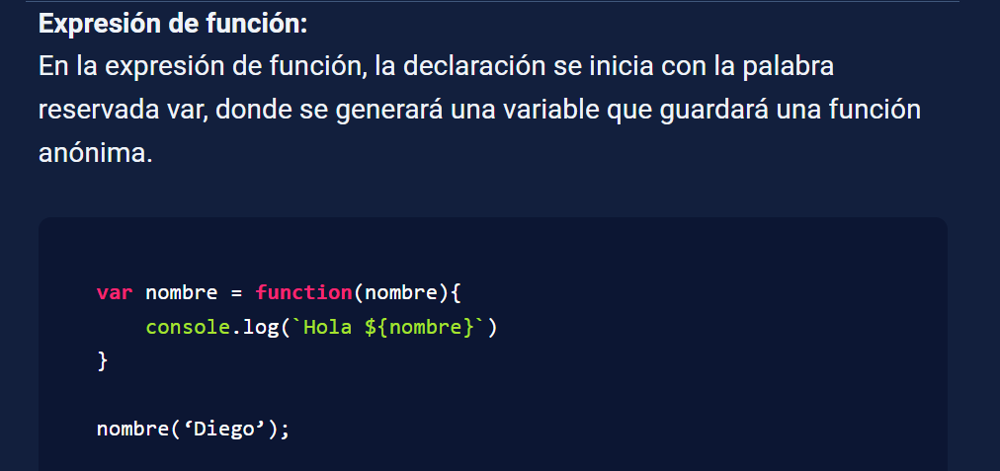 Expresión de función:
En la expresión de función, la declaración se inicia con la palabra
reservada var, donde se generará una variable que guardará una función
anónima.
var nombre = function(nombre){
    console.log(`Hola ${nombre}`)
}
nombre(‘Diego’);